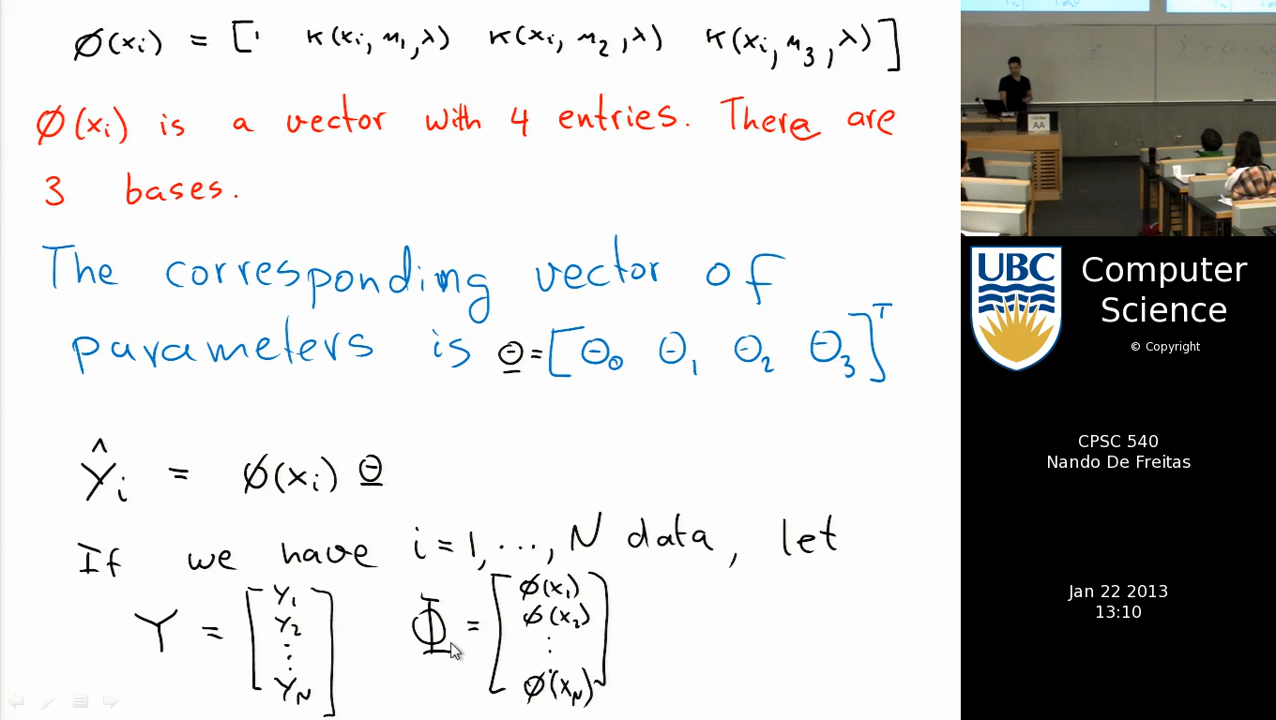 ϕ(xᵢ) = [1 κ(xᵢ, μ₁, λ) κ(xᵢ, μ₂, λ) κ(xᵢ, μ₃, λ)]
ϕ(xᵢ) is a vector with 4 entries. There are
3 bases.
The corresponding vector of
parameters is θ = [θ₀ θ₁ θ₂ θ₃]ᵀ
Ŷᵢ = ϕ(xᵢ) θ
If we have i = 1, ..., N data, let
Y = [Y₁ Y₂ ⋮ Y_N] Φ = [ϕ(x₁) ϕ(x₂) ⋮ ϕ(x_N)]
AA
UBC
Computer
Science
© Copyright
CPSC 540
Nando De Freitas
Jan 22 2013
13:10